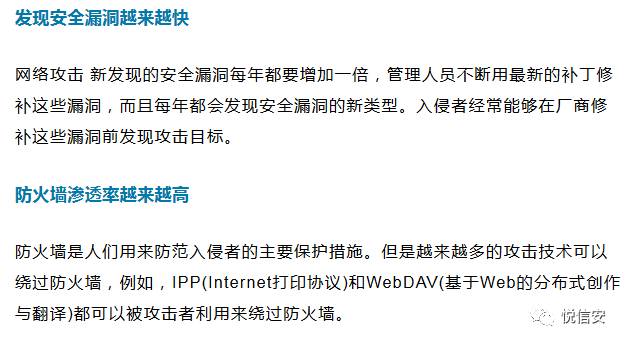 发现安全漏洞越来越快
网络攻击 新发现的安全漏洞每年都要增加一倍，管理人员不断用最新的补丁修
补这些漏洞，而且每年都会发现安全漏洞的新类型。入侵者经常能够在厂商修
补这些漏洞前发现攻击目标。
防火墙渗透率越来越高
防火墙是人们用来防范入侵者的主要保护措施。但是越来越多的攻击技术可以
绕过防火墙，例如，IPP(Internet打印协议)和WebDAV(基于Web的分布式创作
与翻译)都可以被攻击者利用来绕过防火墙。
悦信安